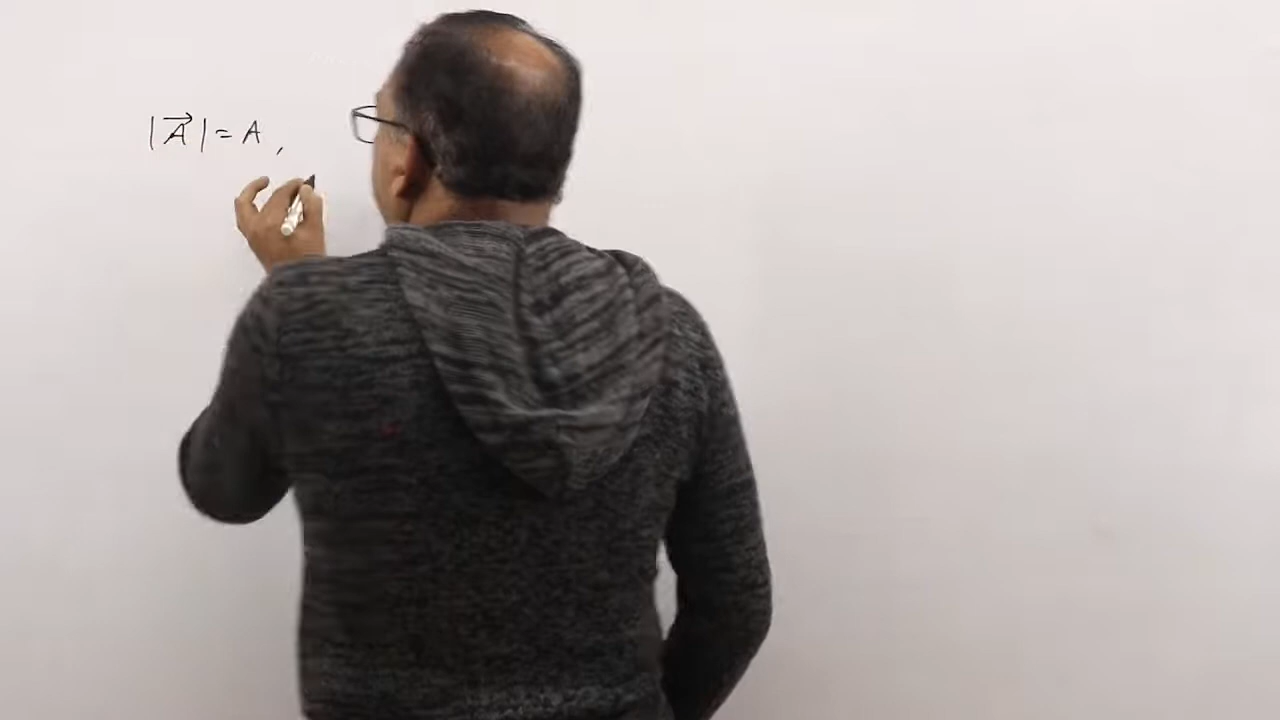 |A⃗| = A,